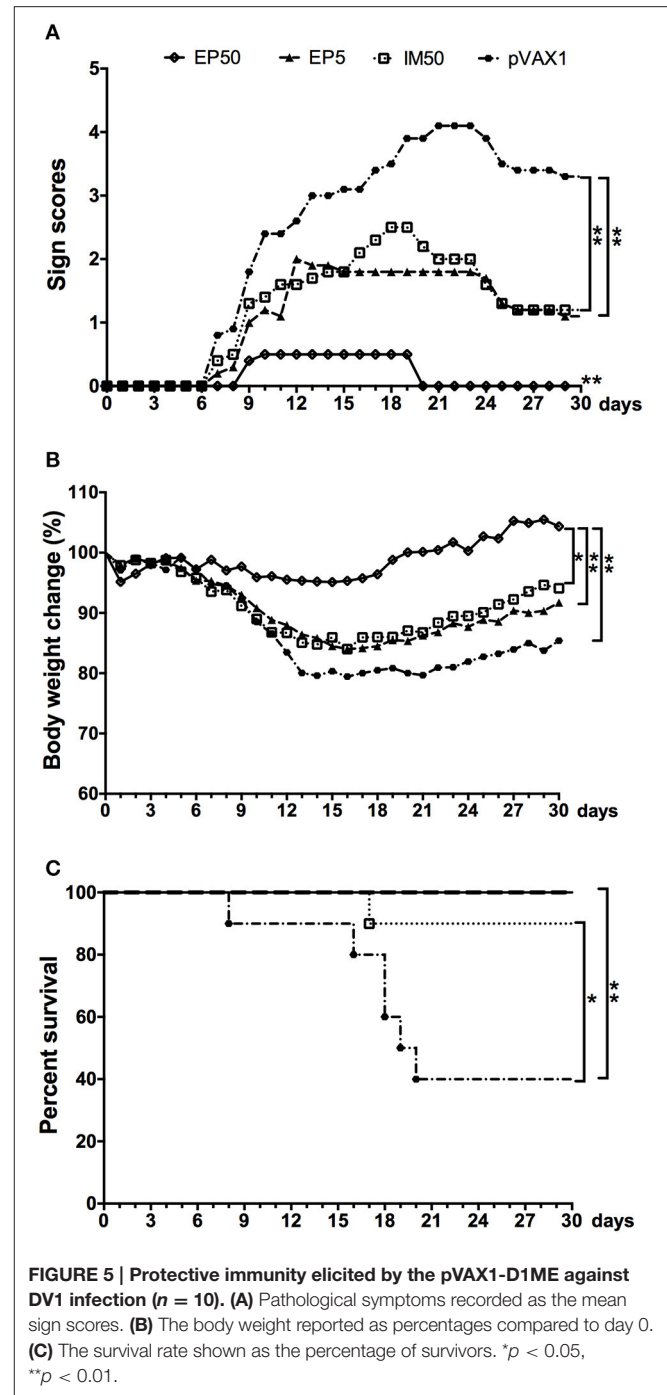 A
EP50 EP5 IM50 pVAX1
5
4
3
2
1
0
Sign scores
**
**
**
0 3 6 9 12 15 18 21 24 27 30 days
B
110
100
90
80
70
60
Body weight change (%)
*
**
**
0 3 6 9 12 15 18 21 24 27 30 days
C
100
80
60
40
20
0
Percent survival
*
**
0 3 6 9 12 15 18 21 24 27 30 days
FIGURE 5 | Protective immunity elicited by the pVAX1-D1ME against
DV1 infection (n = 10). (A) Pathological symptoms recorded as the mean
sign scores. (B) The body weight reported as percentages compared to day 0.
(C) The survival rate shown as the percentage of survivors. *p < 0.05,
**p < 0.01.